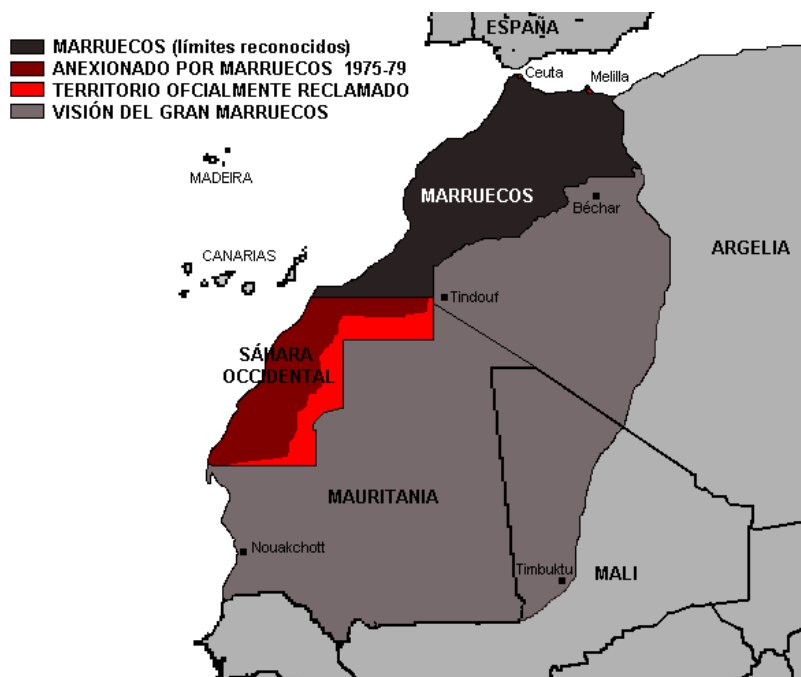 ESPAÑA
MARRUECOS (límites reconocidos)
ANEXIONADO POR MARRUECOS 1975-79
TERRITORIO OFCIALMENTE RECLAMADO
VISIÓN DEL GRAN MARRUECOS
Ceuta
Melilla
MADEIRA
MARRUECOS
Béchar
CANARIAS
ARGELIA
Tindouf
SÁHARA
OCCIDENTAL
MAURITANIA
Nouakchott
Timbuktu
MALI